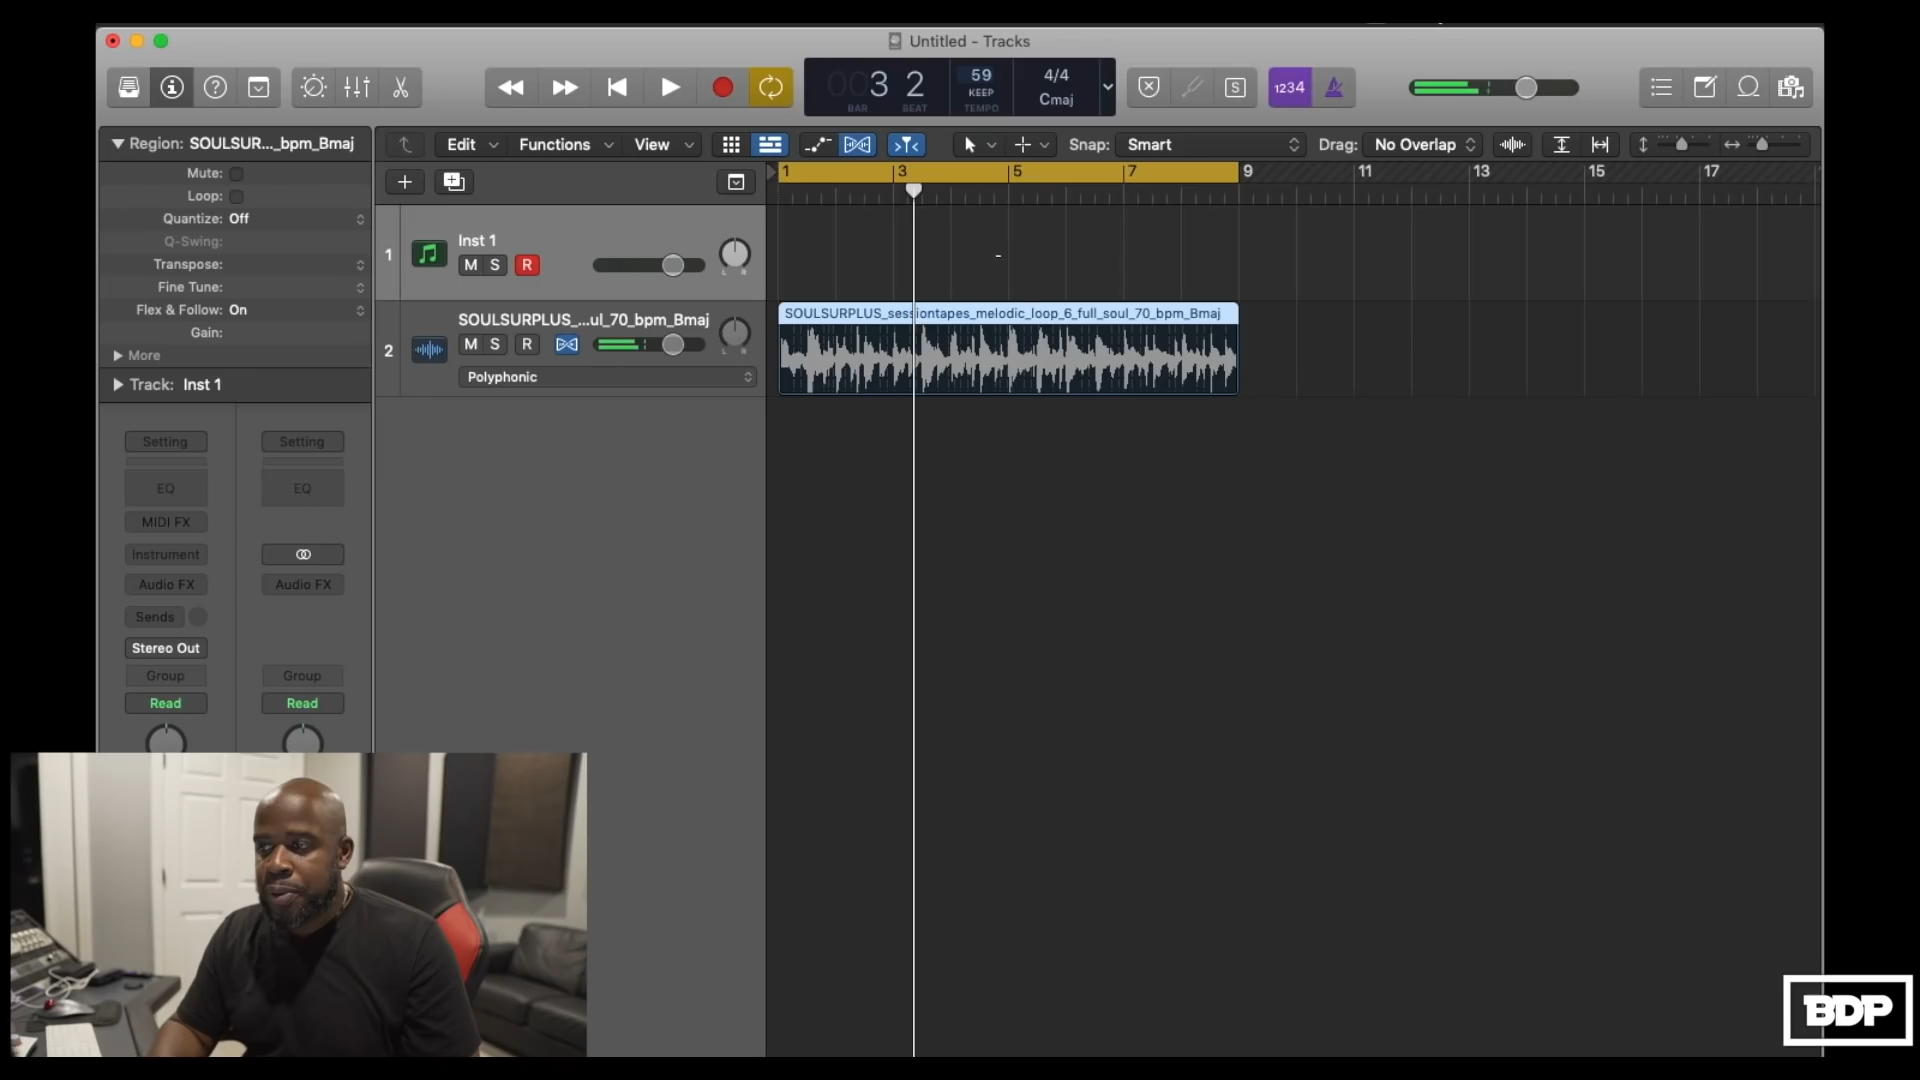 Untitled - Tracks
3 2
BAR BEAT
59
KEEP
TEMPO
4/4
Cmaj
S
1234
Region: SOULSUR..._bpm_Bmaj
Mute:
Loop:
Quantize: Off
Q-Swing:
Transpose:
Fine Tune:
Flex & Follow: On
Gain:
More
Track: Inst 1
Edit Functions View Snap: Smart Drag: No Overlap
1 3 5 7 9 11 13 15 17
1
Inst 1
M S R
L R
2
SOULSURPLUS_...ul_70_bpm_Bmaj
M S R
Polyphonic
SOULSURPLUS_sessiontapes_melodic_loop_6_full_soul_70_bpm_Bmaj
Setting Setting
EQ EQ
MIDI FX
Instrument
Audio FX Audio FX
Sends
Stereo Out
Group Group
Read Read
BDP